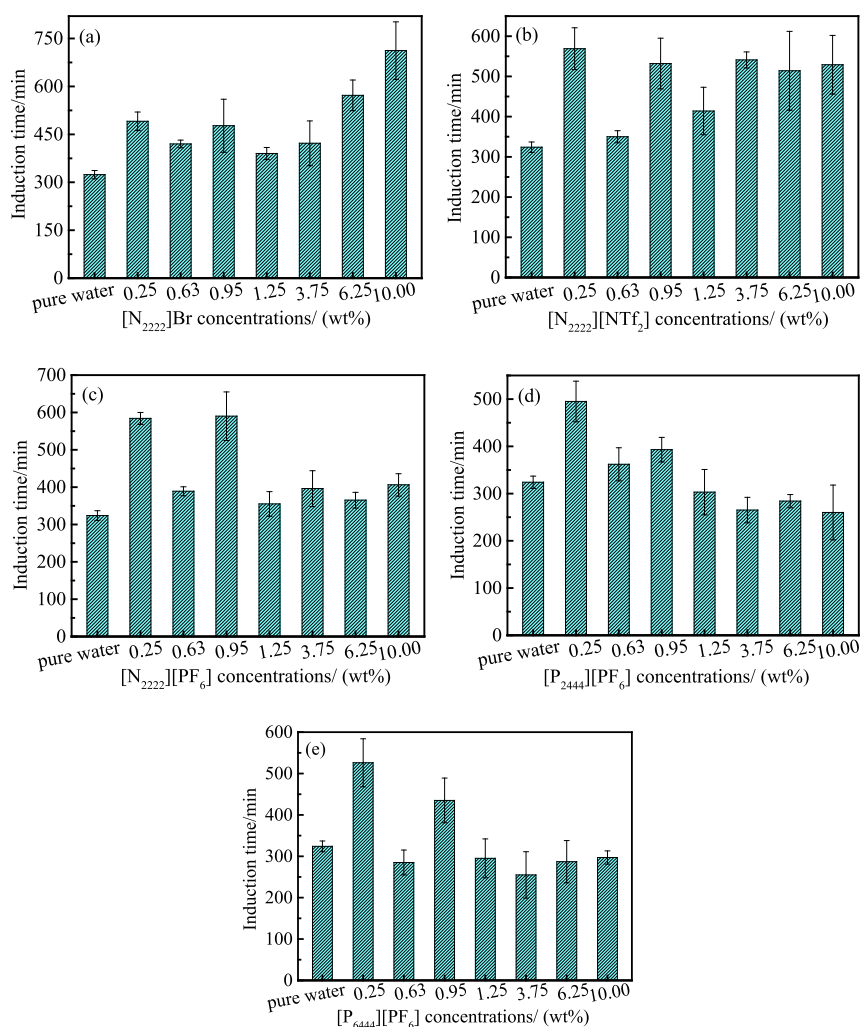 (a)
Induction time/min
750
600
450
300
150
0
pure water 0.25 0.63 0.95 1.25 3.75 6.25 10.00
[N₂₂₂₂]Br concentrations/ (wt%)
(b)
Induction time/min
600
500
400
300
200
100
0
pure water 0.25 0.63 0.95 1.25 3.75 6.25 10.00
[N₂₂₂₂][NTf₂] concentrations/ (wt%)
(c)
Induction time/min
700
600
500
400
300
200
100
0
pure water 0.25 0.63 0.95 1.25 3.75 6.25 10.00
[N₂₂₂₂][PF₆] concentrations/ (wt%)
(d)
Induction time/min
500
400
300
200
100
0
pure water 0.25 0.63 0.95 1.25 3.75 6.25 10.00
[P₂₄₄₄][PF₆] concentrations/ (wt%)
(e)
Induction time/min
600
500
400
300
200
100
0
pure water 0.25 0.63 0.95 1.25 3.75 6.25 10.00
[P₆₄₄₄][PF₆] concentrations/ (wt%)